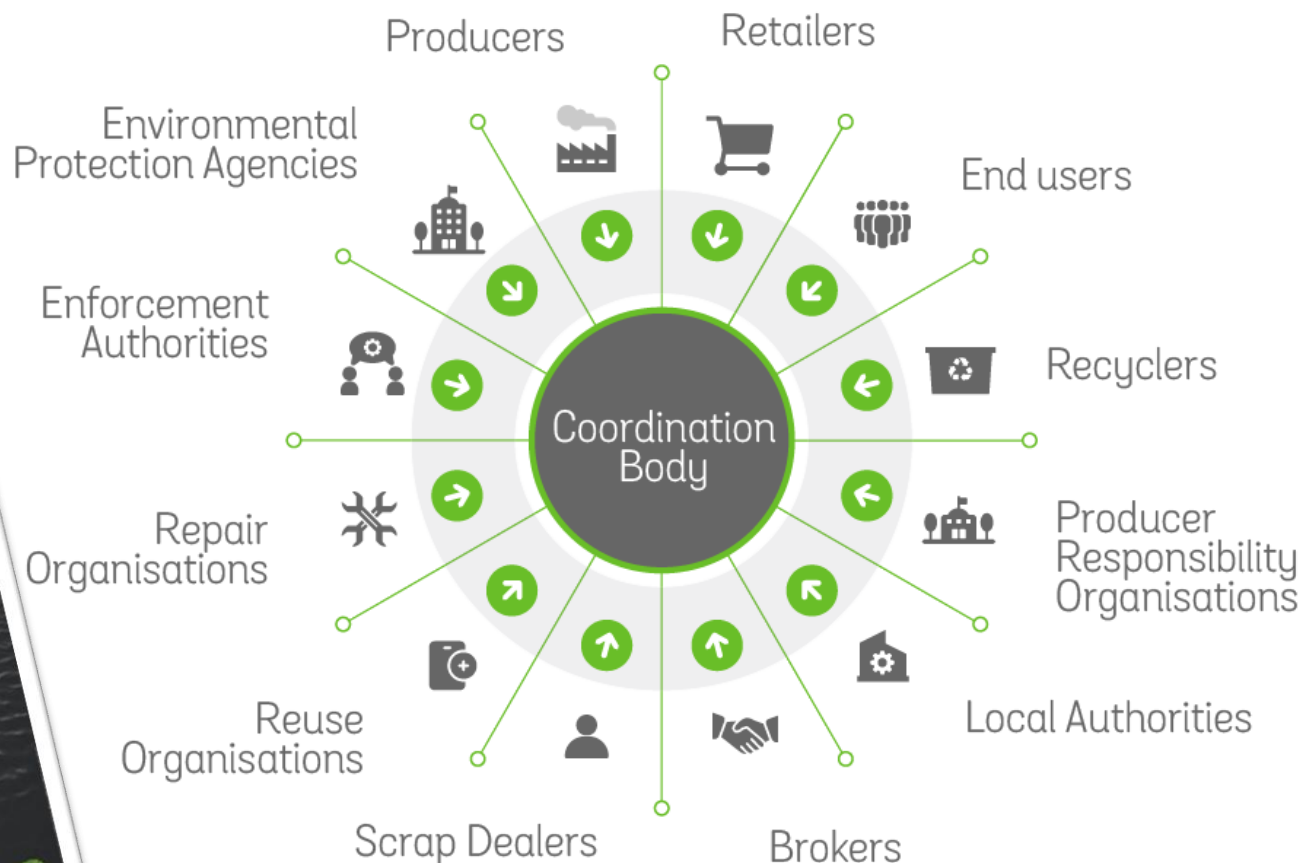 Producers
Retailers
Environmental
Protection Agencies
End users
Enforcement
Authorities
Recyclers
Coordination
Body
Repair
Organisations
Producer
Responsibility
Organisations
Reuse
Organisations
Local Authorities
Scrap Dealers
Brokers